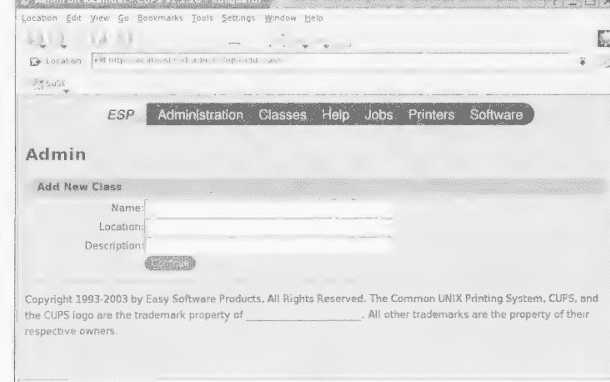 Location Edit View Go Bookmarks Tools Settings Window Help
Location
SuSE
ESP Administration Classes Help Jobs Printers Software
Admin
Add New Class
Name:
Location:
Description:
Continue
Copyright 1993-2003 by Easy Software Products, All Rights Reserved. The Common UNIX Printing System, CUPS, and
the CUPS logo are the trademark property of ____________________. All other trademarks are the property of their
respective owners.